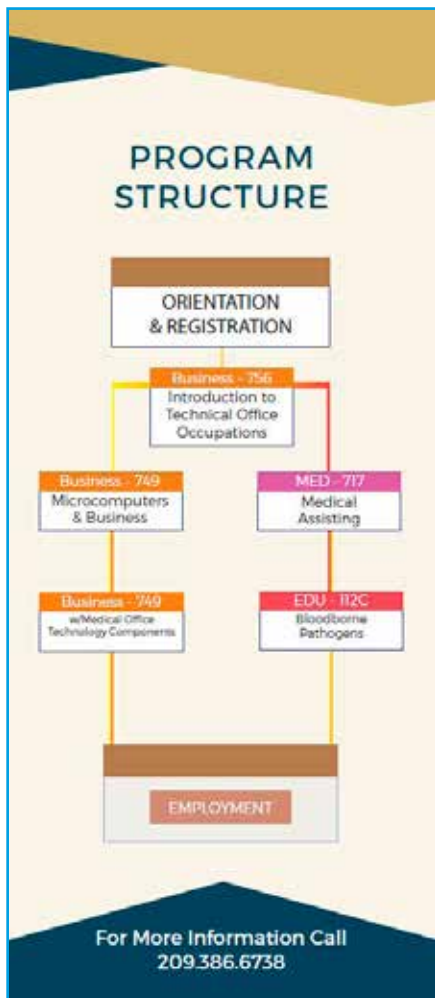 PROGRAM
STRUCTURE
ORIENTATION
& REGISTRATION
Business - 756
Introduction to
Technical Office
Occupations
Business - 749
Microcomputers
& Business
MED - 717
Medical
Assisting
Business - 749
w/Medical Office
Technology Components
EDU - 112C
Bloodborne
Pathogens
EMPLOYMENT
For More Information Call
209.386.6738